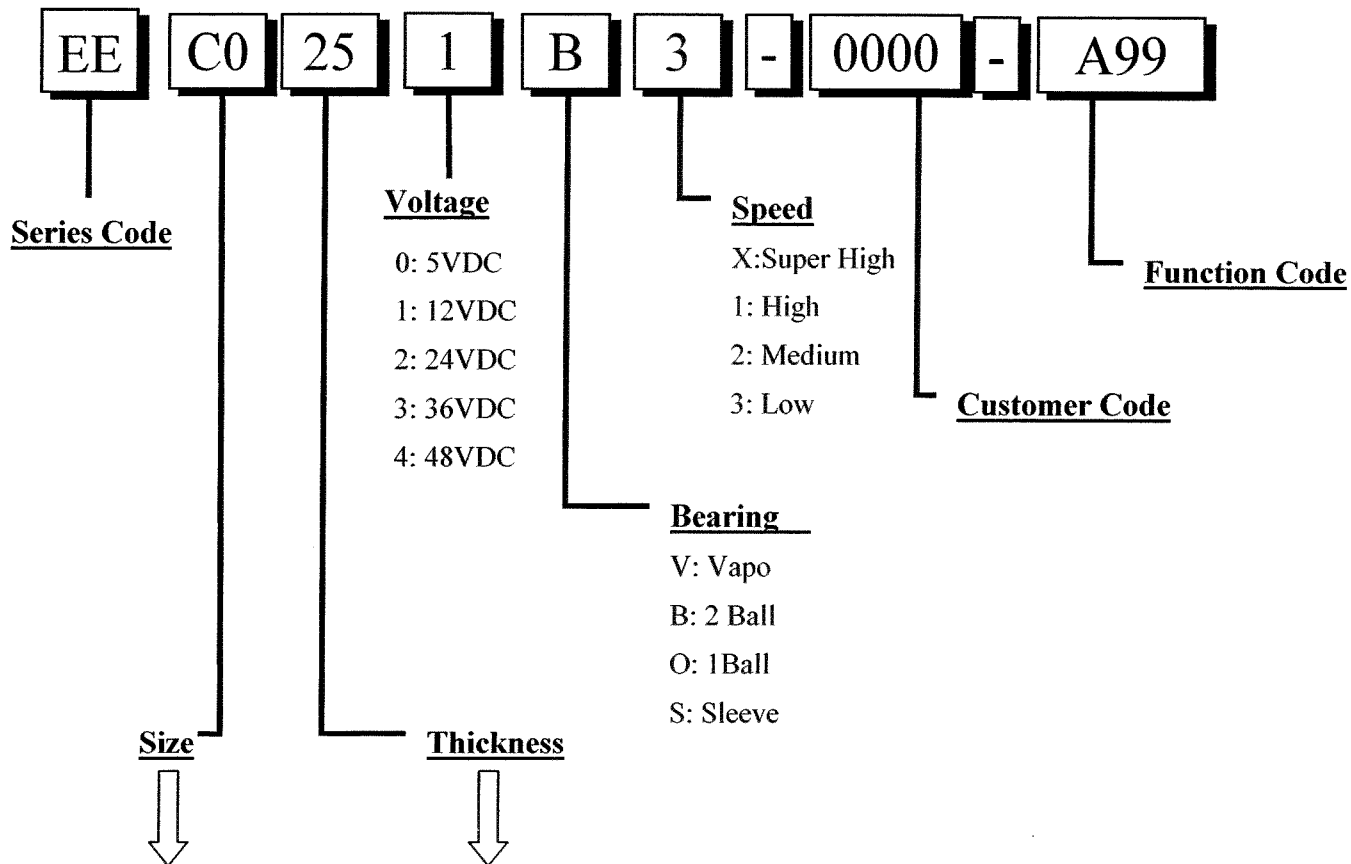 EE C0 25 1 B 3 - 0000 - A99
Series Code
Voltage
0: 5VDC
1: 12VDC
2: 24VDC
3: 36VDC
4: 48VDC
Speed
X:Super High
1: High
2: Medium
3: Low
Function Code
Customer Code
Bearing
V: Vapo
B: 2 Ball
O: 1Ball
S: Sleeve
Size
Thickness